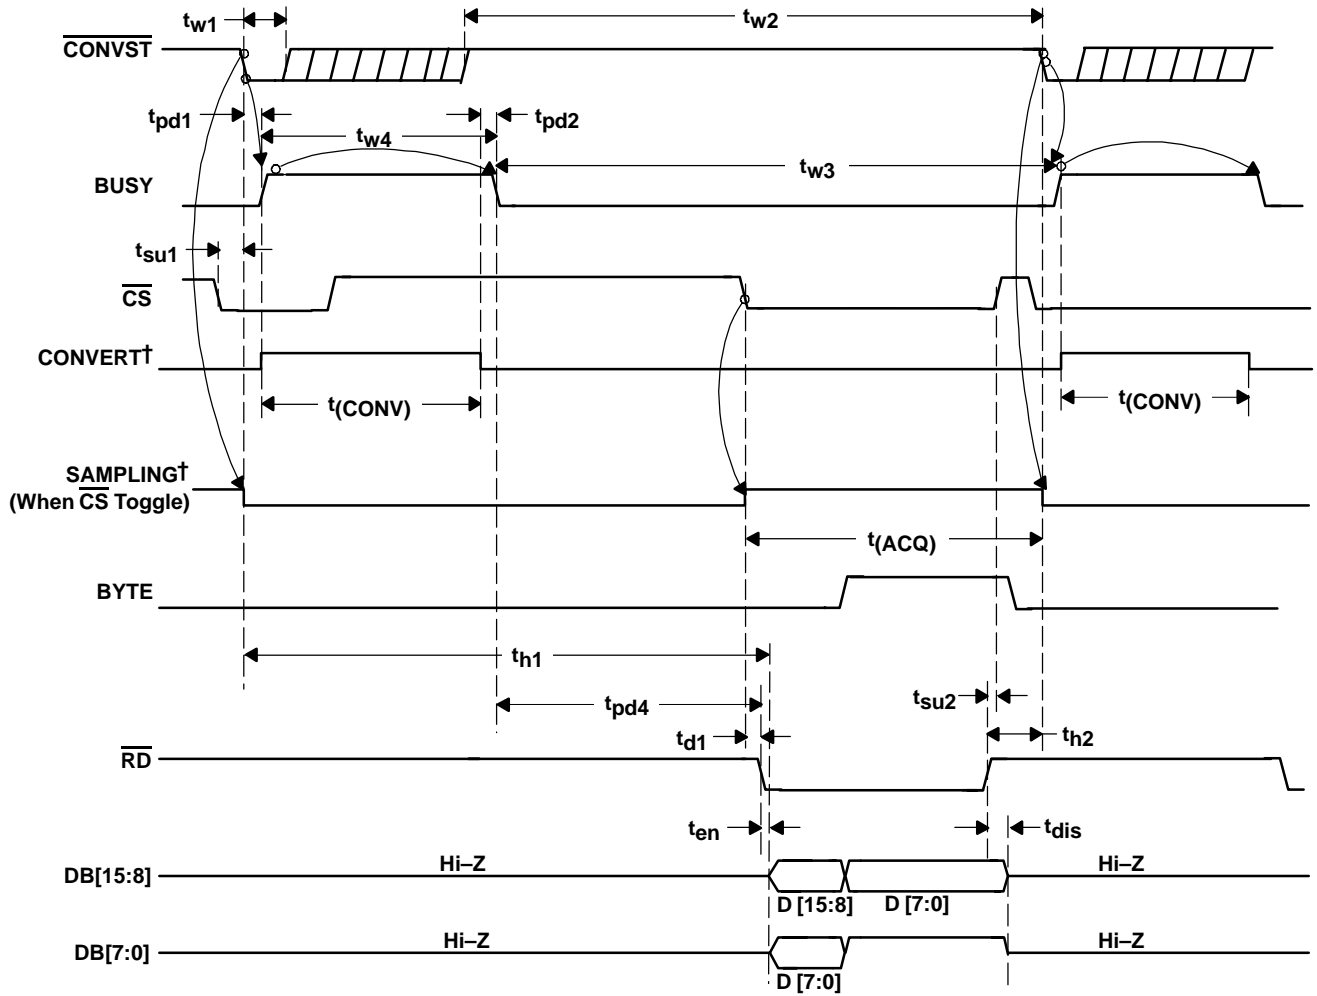 tw1
tw2
CONVST
tpd1
tpd2
tw4
tw3
BUSY
tsu1
CS
CONVERT†
t(CONV)
t(CONV)
SAMPLING†
(When CS Toggle)
t(ACQ)
BYTE
th1
tpd4
tsu2
td1
th2
RD
ten
tdis
Hi–Z
Hi–Z
DB[15:8]
D [15:8]
D [7:0]
Hi–Z
Hi–Z
DB[7:0]
D [7:0]